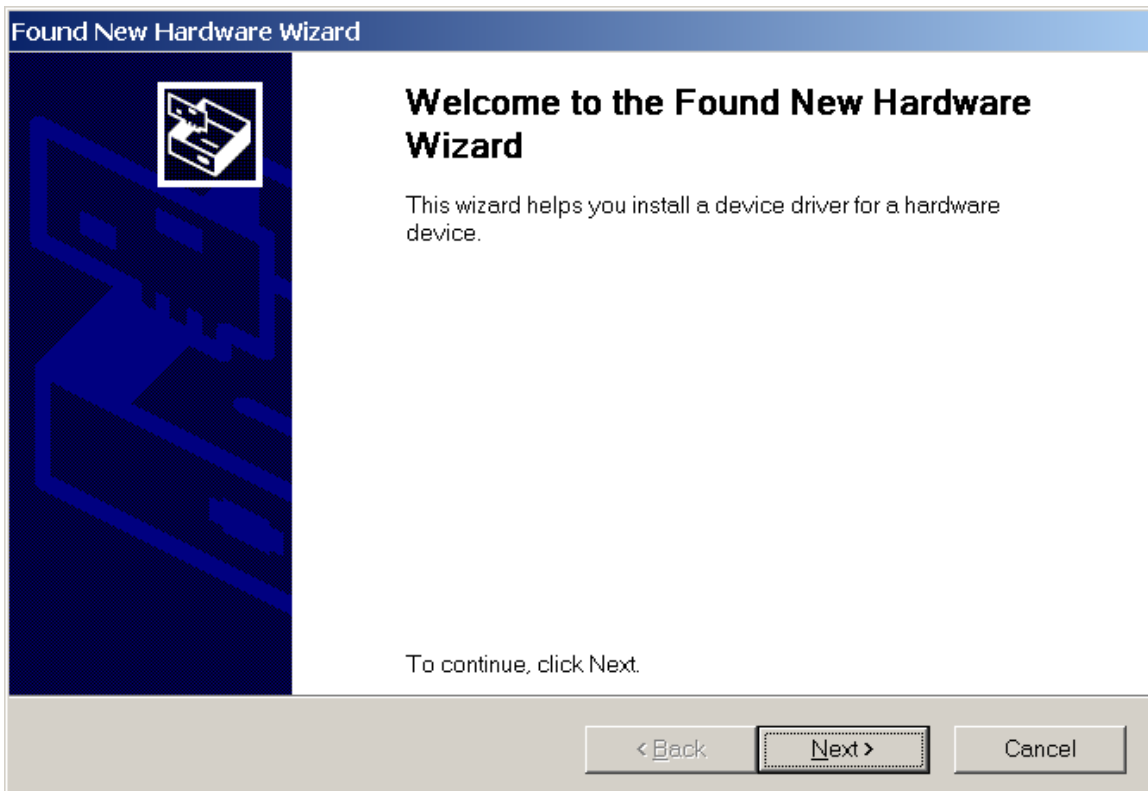 Found New Hardware Wizard
Welcome to the Found New Hardware
Wizard
This wizard helps you install a device driver for a hardware
device.
To continue, click Next.
< Back
Next >
Cancel